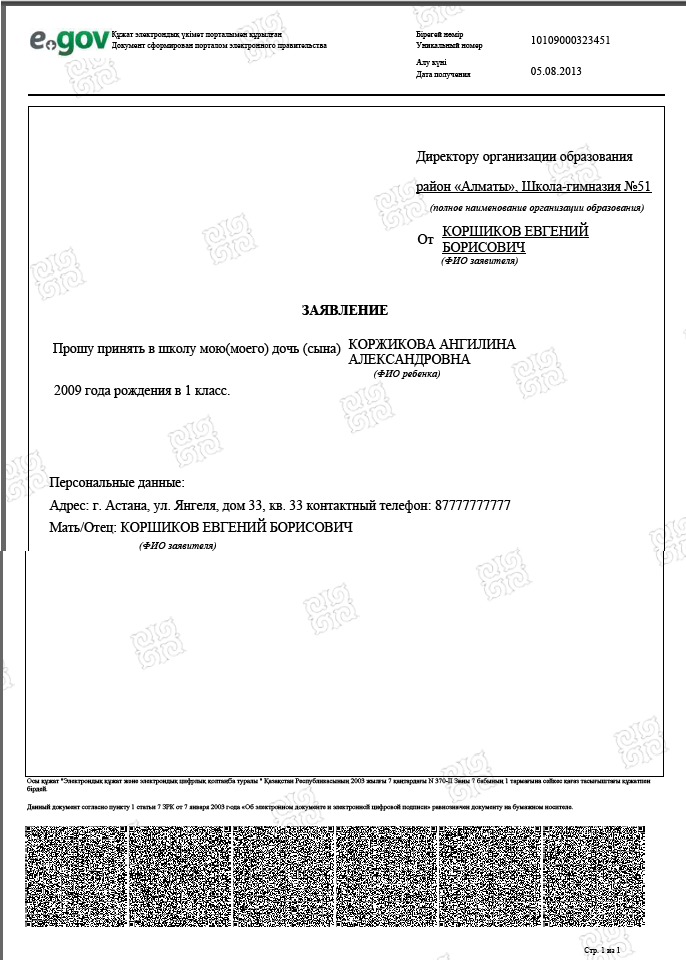 e.gov
Құжат электрондық үкімет порталымен құрылған
Документ сформирован порталом электронного правительства
Бірегей нөмір
Уникальный номер
10109000323451
Алу күні
Дата получения
05.08.2013
Директору организации образования
район «Алматы», Школа-гимназия №51
(полное наименование организации образования)
От КОРШИКОВ ЕВГЕНИЙ
БОРИСОВИЧ
(ФИО заявителя)
ЗАЯВЛЕНИЕ
Прошу принять в школу мою(моего) дочь (сына) КОРЖИКОВА АНГИЛИНА
АЛЕКСАНДРОВНА
(ФИО ребенка)
2009 года рождения в 1 класс.
Персональные данные:
Адрес: г. Астана, ул. Янгеля, дом 33, кв. 33 контактный телефон: 87777777777
Мать/Отец: КОРШИКОВ ЕВГЕНИЙ БОРИСОВИЧ
(ФИО заявителя)
Осы құжат "Электрондық құжат және электрондық цифрлық қолтаңба туралы " Қазақстан Республикасының 2003 жылғы 7 қаңтардағы N 370-II Заңы 7 бабының 1 тармағына сәйкес қағаз тасығыштағы құжатпен
бірдей.
Данный документ согласно пункту 1 статьи 7 ЗРК от 7 января 2003 года «Об электронном документе и электронной цифровой подписи» равнозначен документу на бумажном носителе.
Стр. 1 из 1